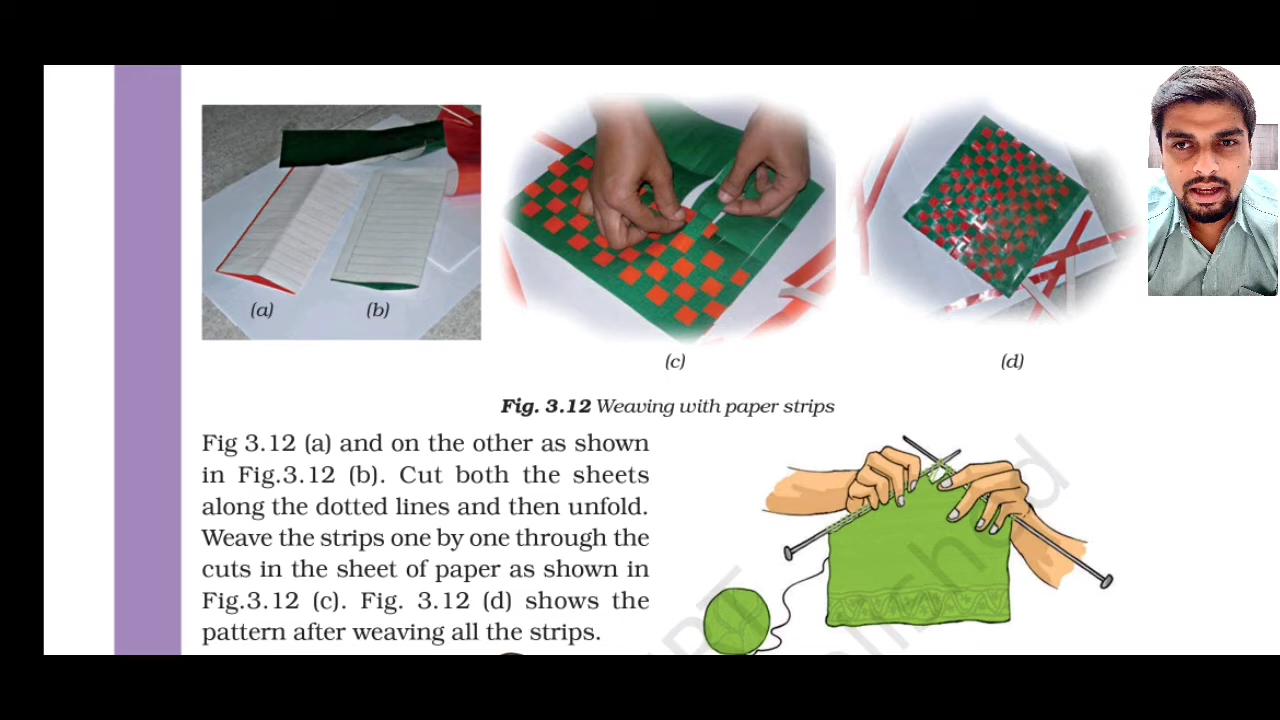 (a)
(b)
(c)
(d)
Fig. 3.12 Weaving with paper strips
Fig 3.12 (a) and on the other as shown
in Fig.3.12 (b). Cut both the sheets
along the dotted lines and then unfold.
Weave the strips one by one through the
cuts in the sheet of paper as shown in
Fig.3.12 (c). Fig. 3.12 (d) shows the
pattern after weaving all the strips.